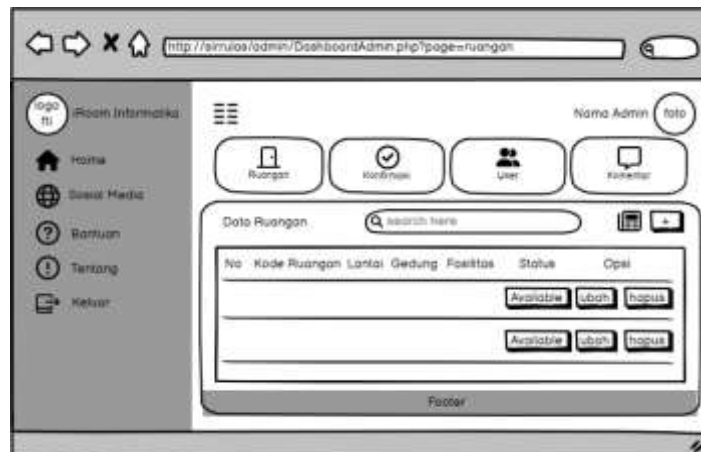 http://sirrulas/admin/DashboardAdmin.php?page=ruangan
logo
fti
iRoom Informatika
Nama Admin
foto
Home
Sosial Media
Bantuan
Tentang
Keluar
Ruangan
Konfirmasi
User
Komentar
Data Ruangan
search here
+
No Kode Ruangan Lantai Gedung Fasilitas Status Opsi
Available ubah hapus
Available ubah hapus
Footer